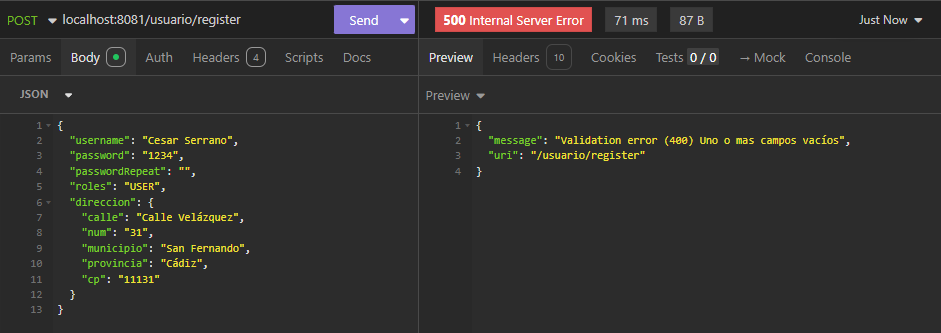 POST localhost:8081/usuario/register Send 500 Internal Server Error 71 ms 87 B Just Now
Params Body Auth Headers 4 Scripts Docs Preview Headers 10 Cookies Tests 0 / 0 → Mock Console
JSON Preview
1 {
2 "username": "Cesar Serrano",
3 "password": "1234",
4 "passwordRepeat": "",
5 "roles": "USER",
6 "direccion": {
7 "calle": "Calle Velázquez",
8 "num": "31",
9 "municipio": "San Fernando",
10 "provincia": "Cádiz",
11 "cp": "11131"
12 }
13 }
1 {
2 "message": "Validation error (400) Uno o mas campos vacíos",
3 "uri": "/usuario/register"
4 }